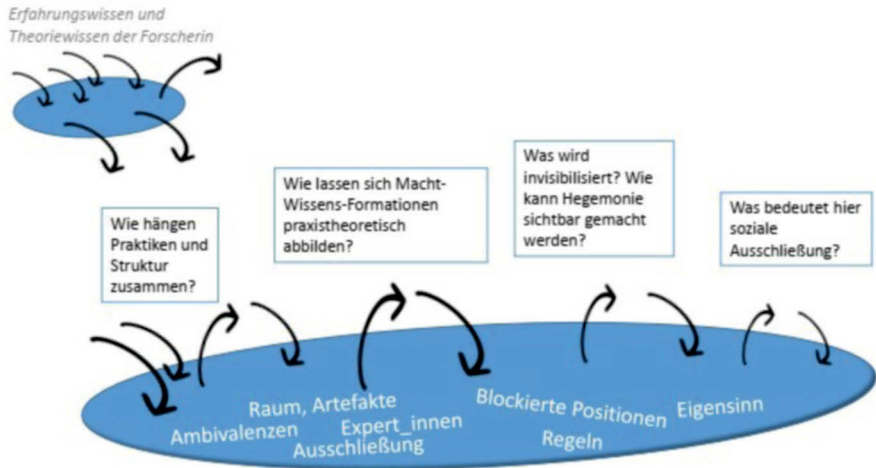 Erfahrungswissen und
Theoriewissen der Forscherin
Wie hängen
Praktiken und
Struktur
zusammen?
Wie lassen sich Macht-
Wissens-Formationen
praxistheoretisch
abbilden?
Was wird
invisibilisiert? Wie
kann Hegemonie
sichtbar gemacht
werden?
Was bedeutet hier
soziale
Ausschließung?
Raum, Artefakte
Ambivalenzen
Expert_innen
Ausschließung
Blockierte Positionen
Regeln
Eigensinn